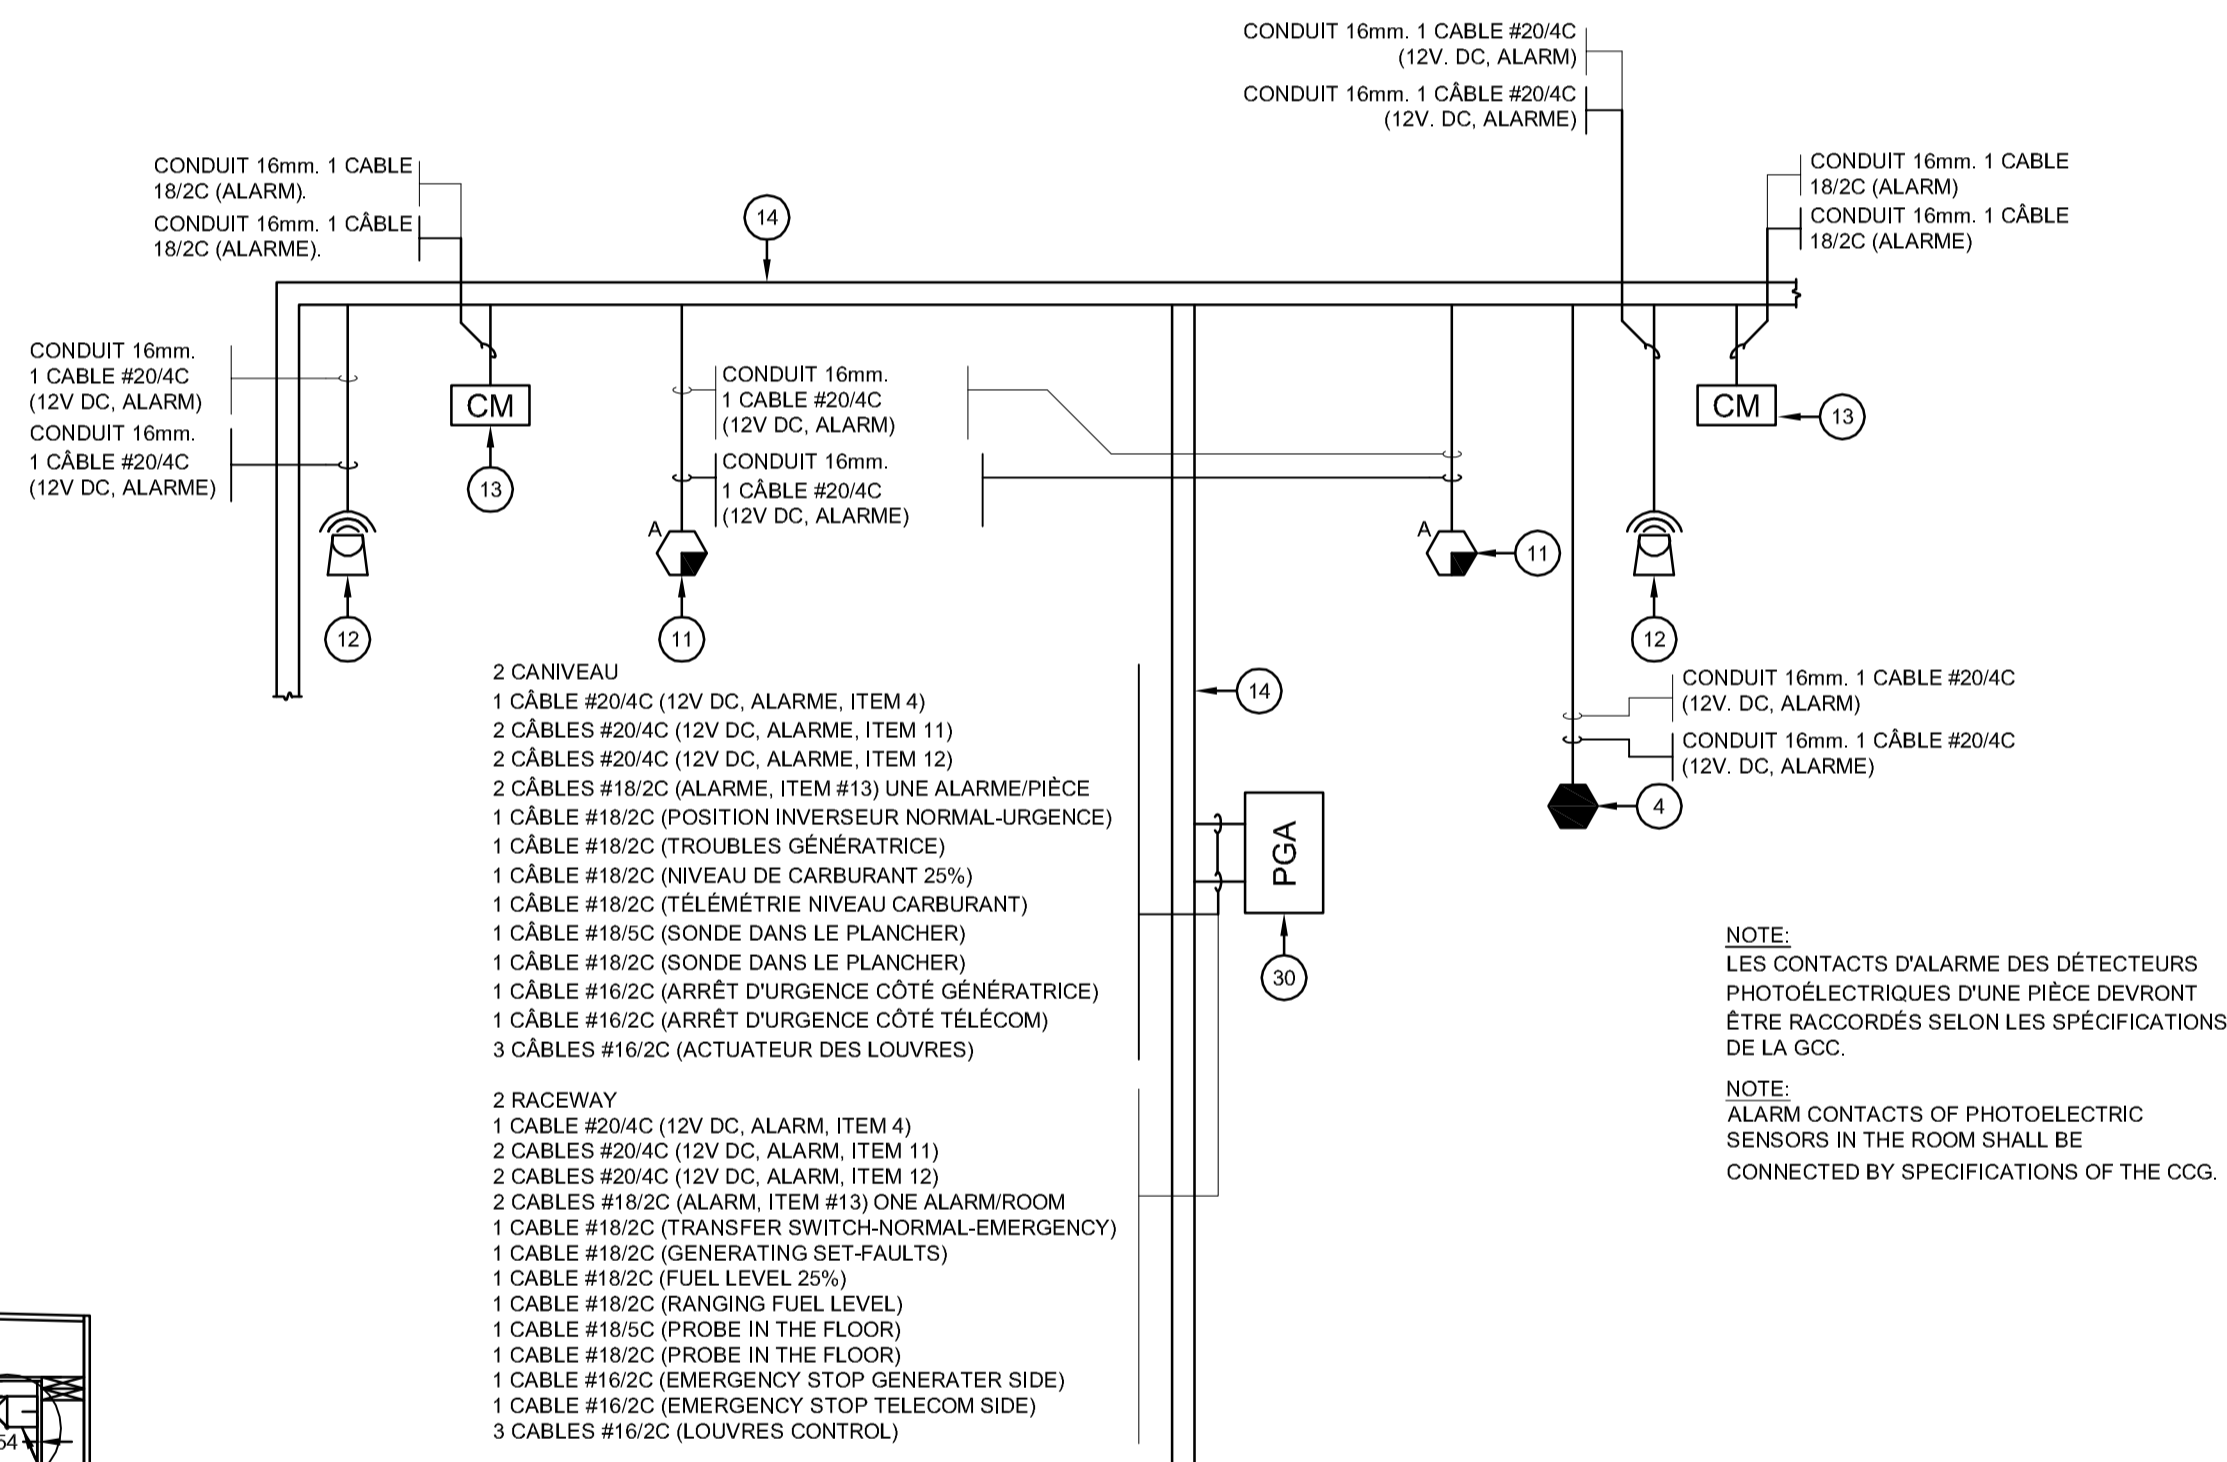 CONDUIT 16mm. 1 CABLE #20/4C
(12V. DC, ALARM)
CONDUIT 16mm. 1 CÂBLE #20/4C
(12V. DC, ALARME)
CONDUIT 16mm. 1 CABLE
18/2C (ALARM).
CONDUIT 16mm. 1 CÂBLE
18/2C (ALARME).
14
CONDUIT 16mm. 1 CABLE
18/2C (ALARM)
CONDUIT 16mm. 1 CÂBLE
18/2C (ALARME)
CONDUIT 16mm.
1 CABLE #20/4C
(12V DC, ALARM)
CONDUIT 16mm.
1 CÂBLE #20/4C
(12V DC, ALARME)
CM
13
CONDUIT 16mm.
1 CABLE #20/4C
(12V DC, ALARM)
CONDUIT 16mm.
1 CÂBLE #20/4C
(12V DC, ALARME)
CM
13
A
A
11
12
11
12
2 CANIVEAU
1 CÂBLE #20/4C (12V DC, ALARME, ITEM 4)
2 CÂBLES #20/4C (12V DC, ALARME, ITEM 11)
2 CÂBLES #20/4C (12V DC, ALARME, ITEM 12)
2 CÂBLES #18/2C (ALARME, ITEM #13) UNE ALARME/PIÈCE
1 CÂBLE #18/2C (POSITION INVERSEUR NORMAL-URGENCE)
1 CÂBLE #18/2C (TROUBLES GÉNÉRATRICE)
1 CÂBLE #18/2C (NIVEAU DE CARBURANT 25%)
1 CÂBLE #18/2C (TÉLÉMÉTRIE NIVEAU CARBURANT)
1 CÂBLE #18/5C (SONDE DANS LE PLANCHER)
1 CÂBLE #18/2C (SONDE DANS LE PLANCHER)
1 CÂBLE #16/2C (ARRÊT D'URGENCE CÔTÉ GÉNÉRATRICE)
1 CÂBLE #16/2C (ARRÊT D'URGENCE CÔTÉ TÉLÉCOM)
3 CÂBLES #16/2C (ACTUATEUR DES LOUVRES)
14
CONDUIT 16mm. 1 CABLE #20/4C
(12V. DC, ALARM)
CONDUIT 16mm. 1 CÂBLE #20/4C
(12V. DC, ALARME)
4
PGA
30
NOTE:
LES CONTACTS D'ALARME DES DÉTECTEURS
PHOTOÉLECTRIQUES D'UNE PIÈCE DEVRONT
ÊTRE RACCORDÉS SELON LES SPÉCIFICATIONS
DE LA GCC.
NOTE:
ALARM CONTACTS OF PHOTOELECTRIC
SENSORS IN THE ROOM SHALL BE
CONNECTED BY SPECIFICATIONS OF THE CCG.
2 RACEWAY
1 CABLE #20/4C (12V DC, ALARM, ITEM 4)
2 CABLES #20/4C (12V DC, ALARM, ITEM 11)
2 CABLES #20/4C (12V DC, ALARM, ITEM 12)
2 CABLES #18/2C (ALARM, ITEM #13) ONE ALARM/ROOM
1 CABLE #18/2C (TRANSFER SWITCH-NORMAL-EMERGENCY)
1 CABLE #18/2C (GENERATING SET-FAULTS)
1 CABLE #18/2C (FUEL LEVEL 25%)
1 CABLE #18/2C (RANGING FUEL LEVEL)
1 CABLE #18/5C (PROBE IN THE FLOOR)
1 CABLE #18/2C (PROBE IN THE FLOOR)
1 CABLE #16/2C (EMERGENCY STOP GENERATER SIDE)
1 CABLE #16/2C (EMERGENCY STOP TELECOM SIDE)
3 CABLES #16/2C (LOUVRES CONTROL)